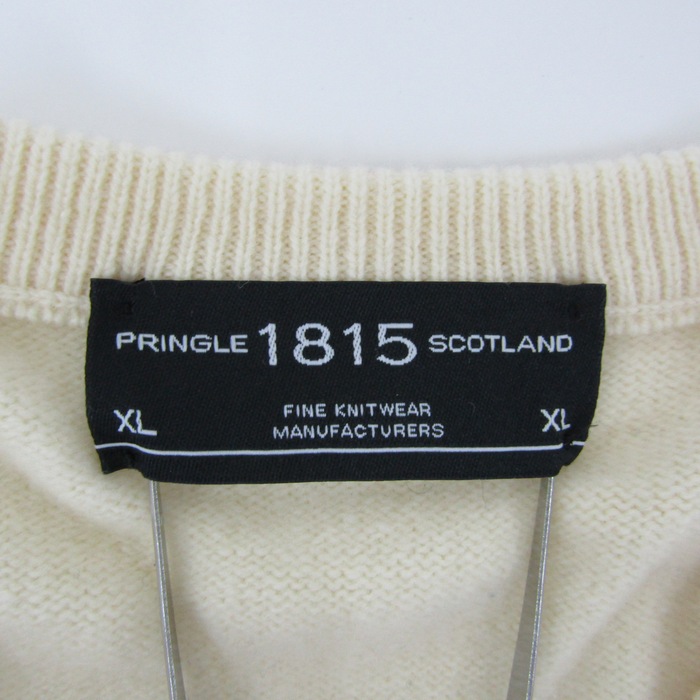 PRINGLE 1815 SCOTLAND
FINE KNITWEAR
XL MANUFACTURERS XL